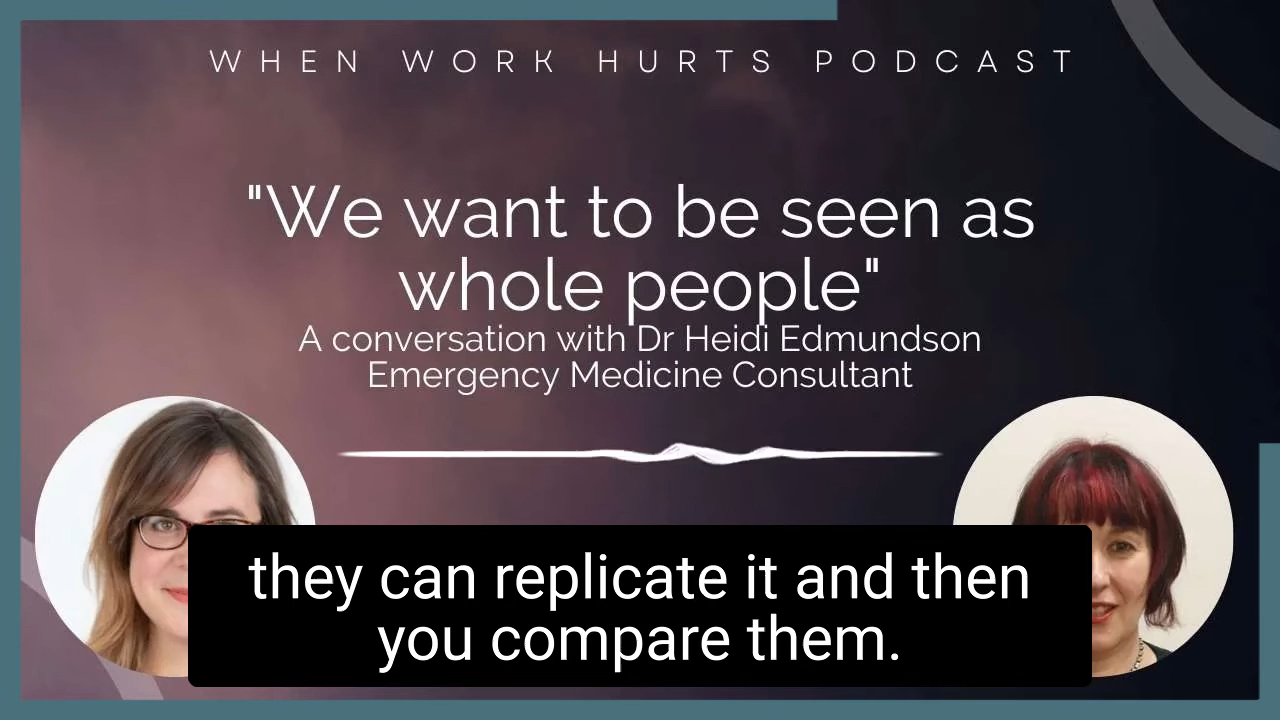 WHEN WORK HURTS PODCAST
"We want to be seen as
whole people"
A conversation with Dr Heidi Edmundson
Emergency Medicine Consultant
they can replicate it and then
you compare them.